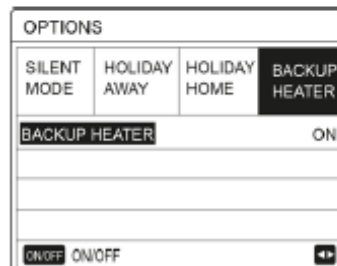 OPTIONS
SILENT MODE
HOLIDAY AWAY
HOLIDAY HOME
BACKUP HEATER
BACKUP HEATER ON
ON/OFF ON/OFF